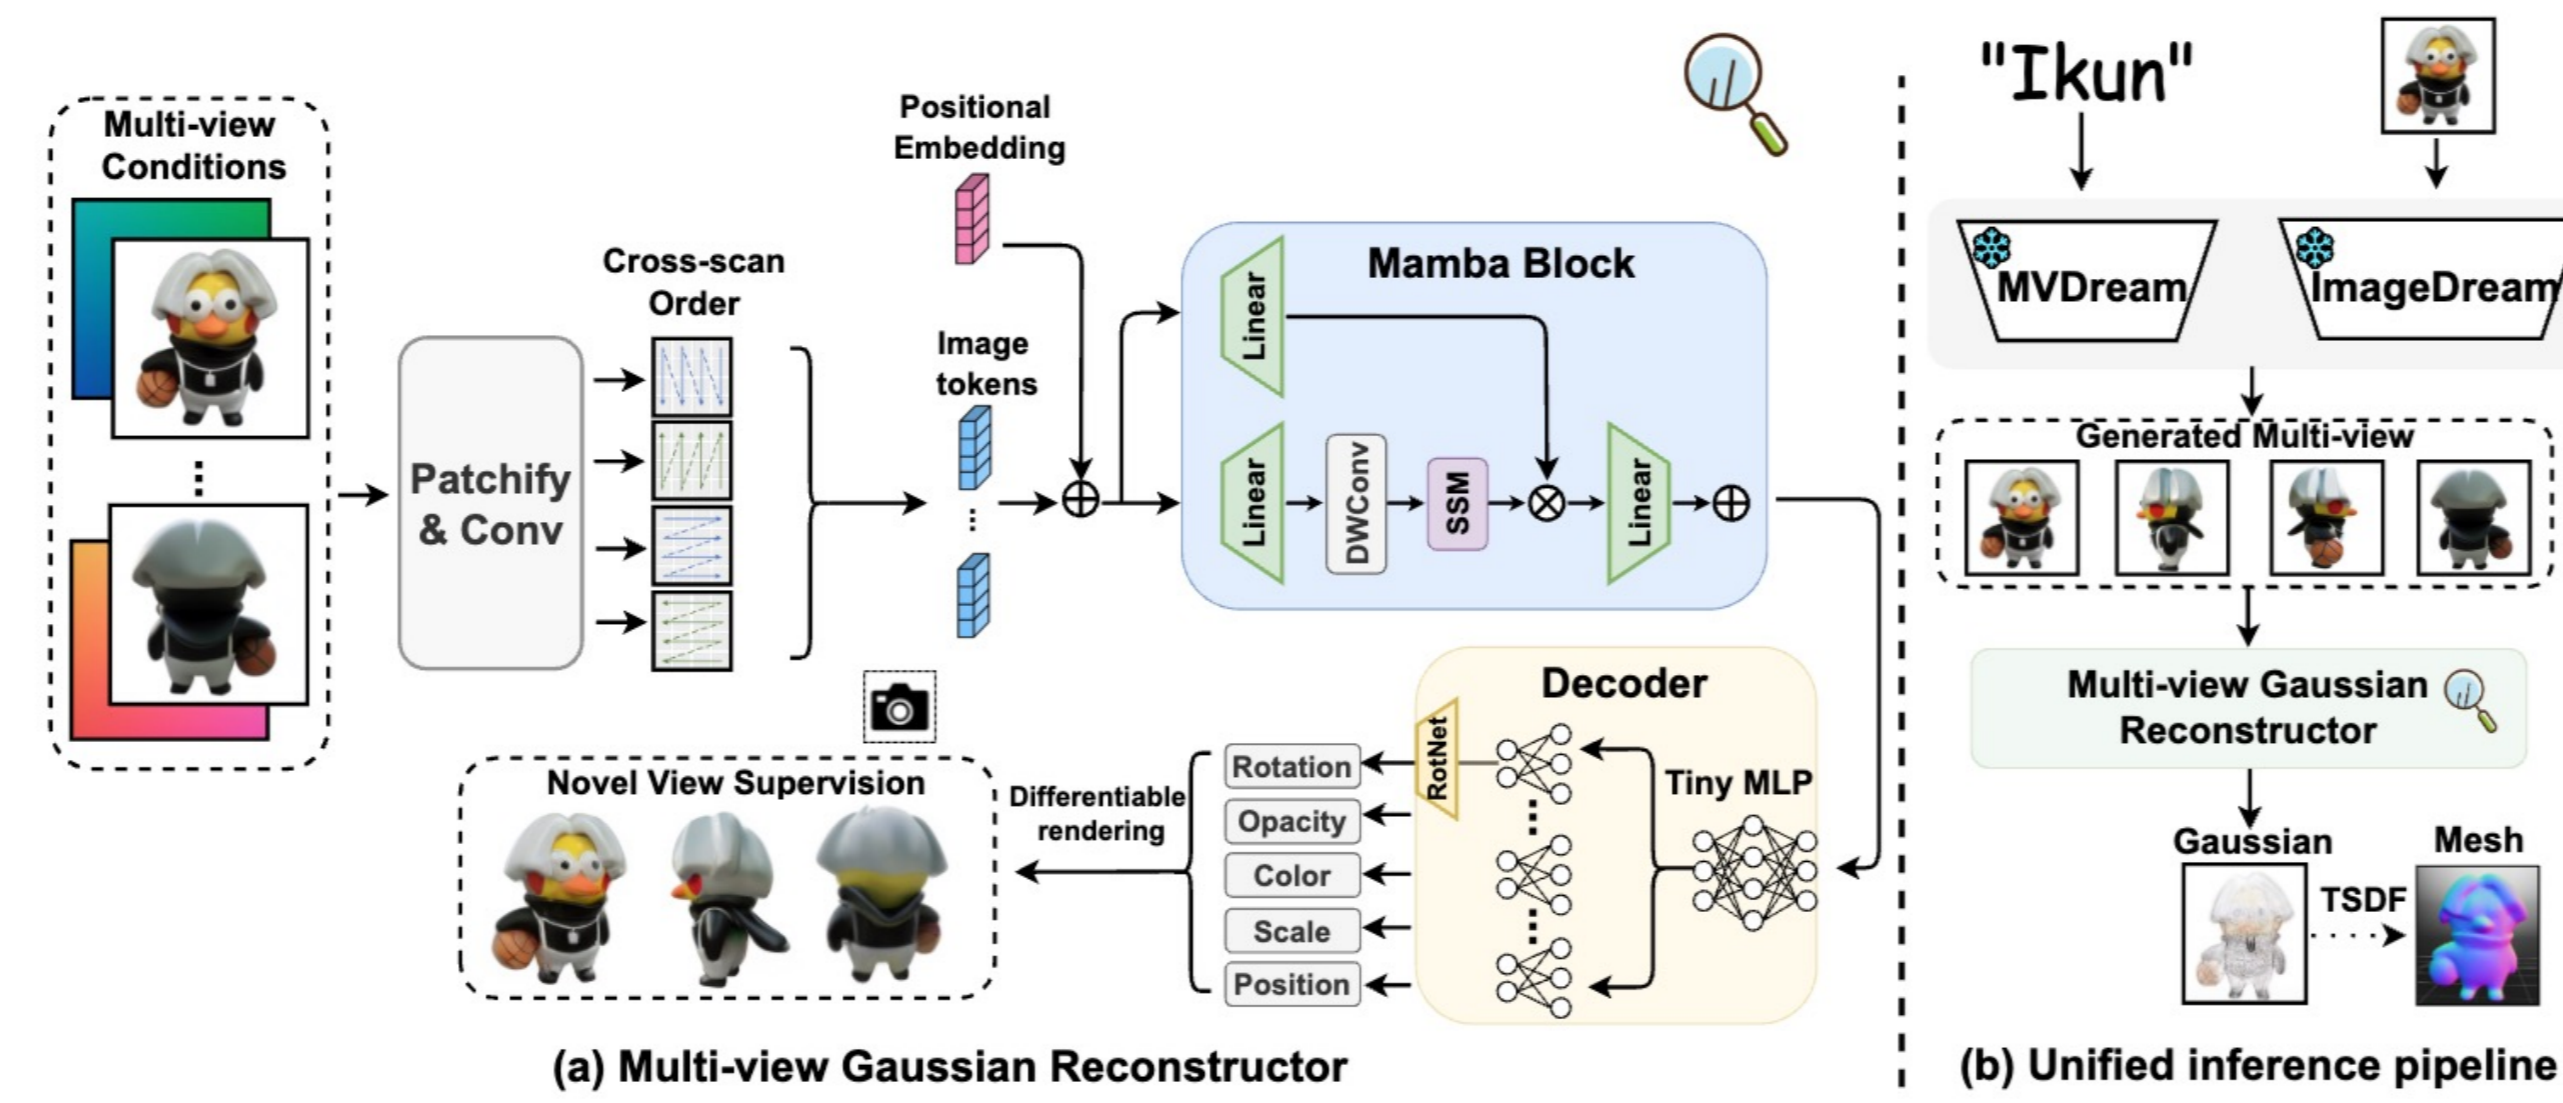 Multi-view
Conditions
Patchify
& Conv
Cross-scan
Order
Positional
Embedding
Image
tokens
Mamba Block
Linear
Linear
DWConv
SSM
Linear
Decoder
Tiny MLP
RotNet
Rotation
Opacity
Color
Scale
Position
Differentiable
rendering
Novel View Supervision
(a) Multi-view Gaussian Reconstructor
"Ikun"
MVDream
ImageDream
Generated Multi-view
Multi-view Gaussian
Reconstructor
Gaussian
Mesh
TSDF
(b) Unified inference pipeline